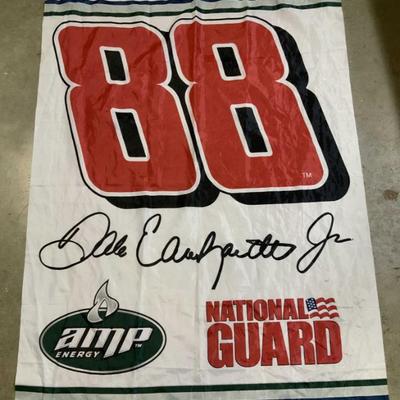 88
TM
Dale Earnhardt Jr
amp
TM
ENERGY
NATIONAL
GUARD